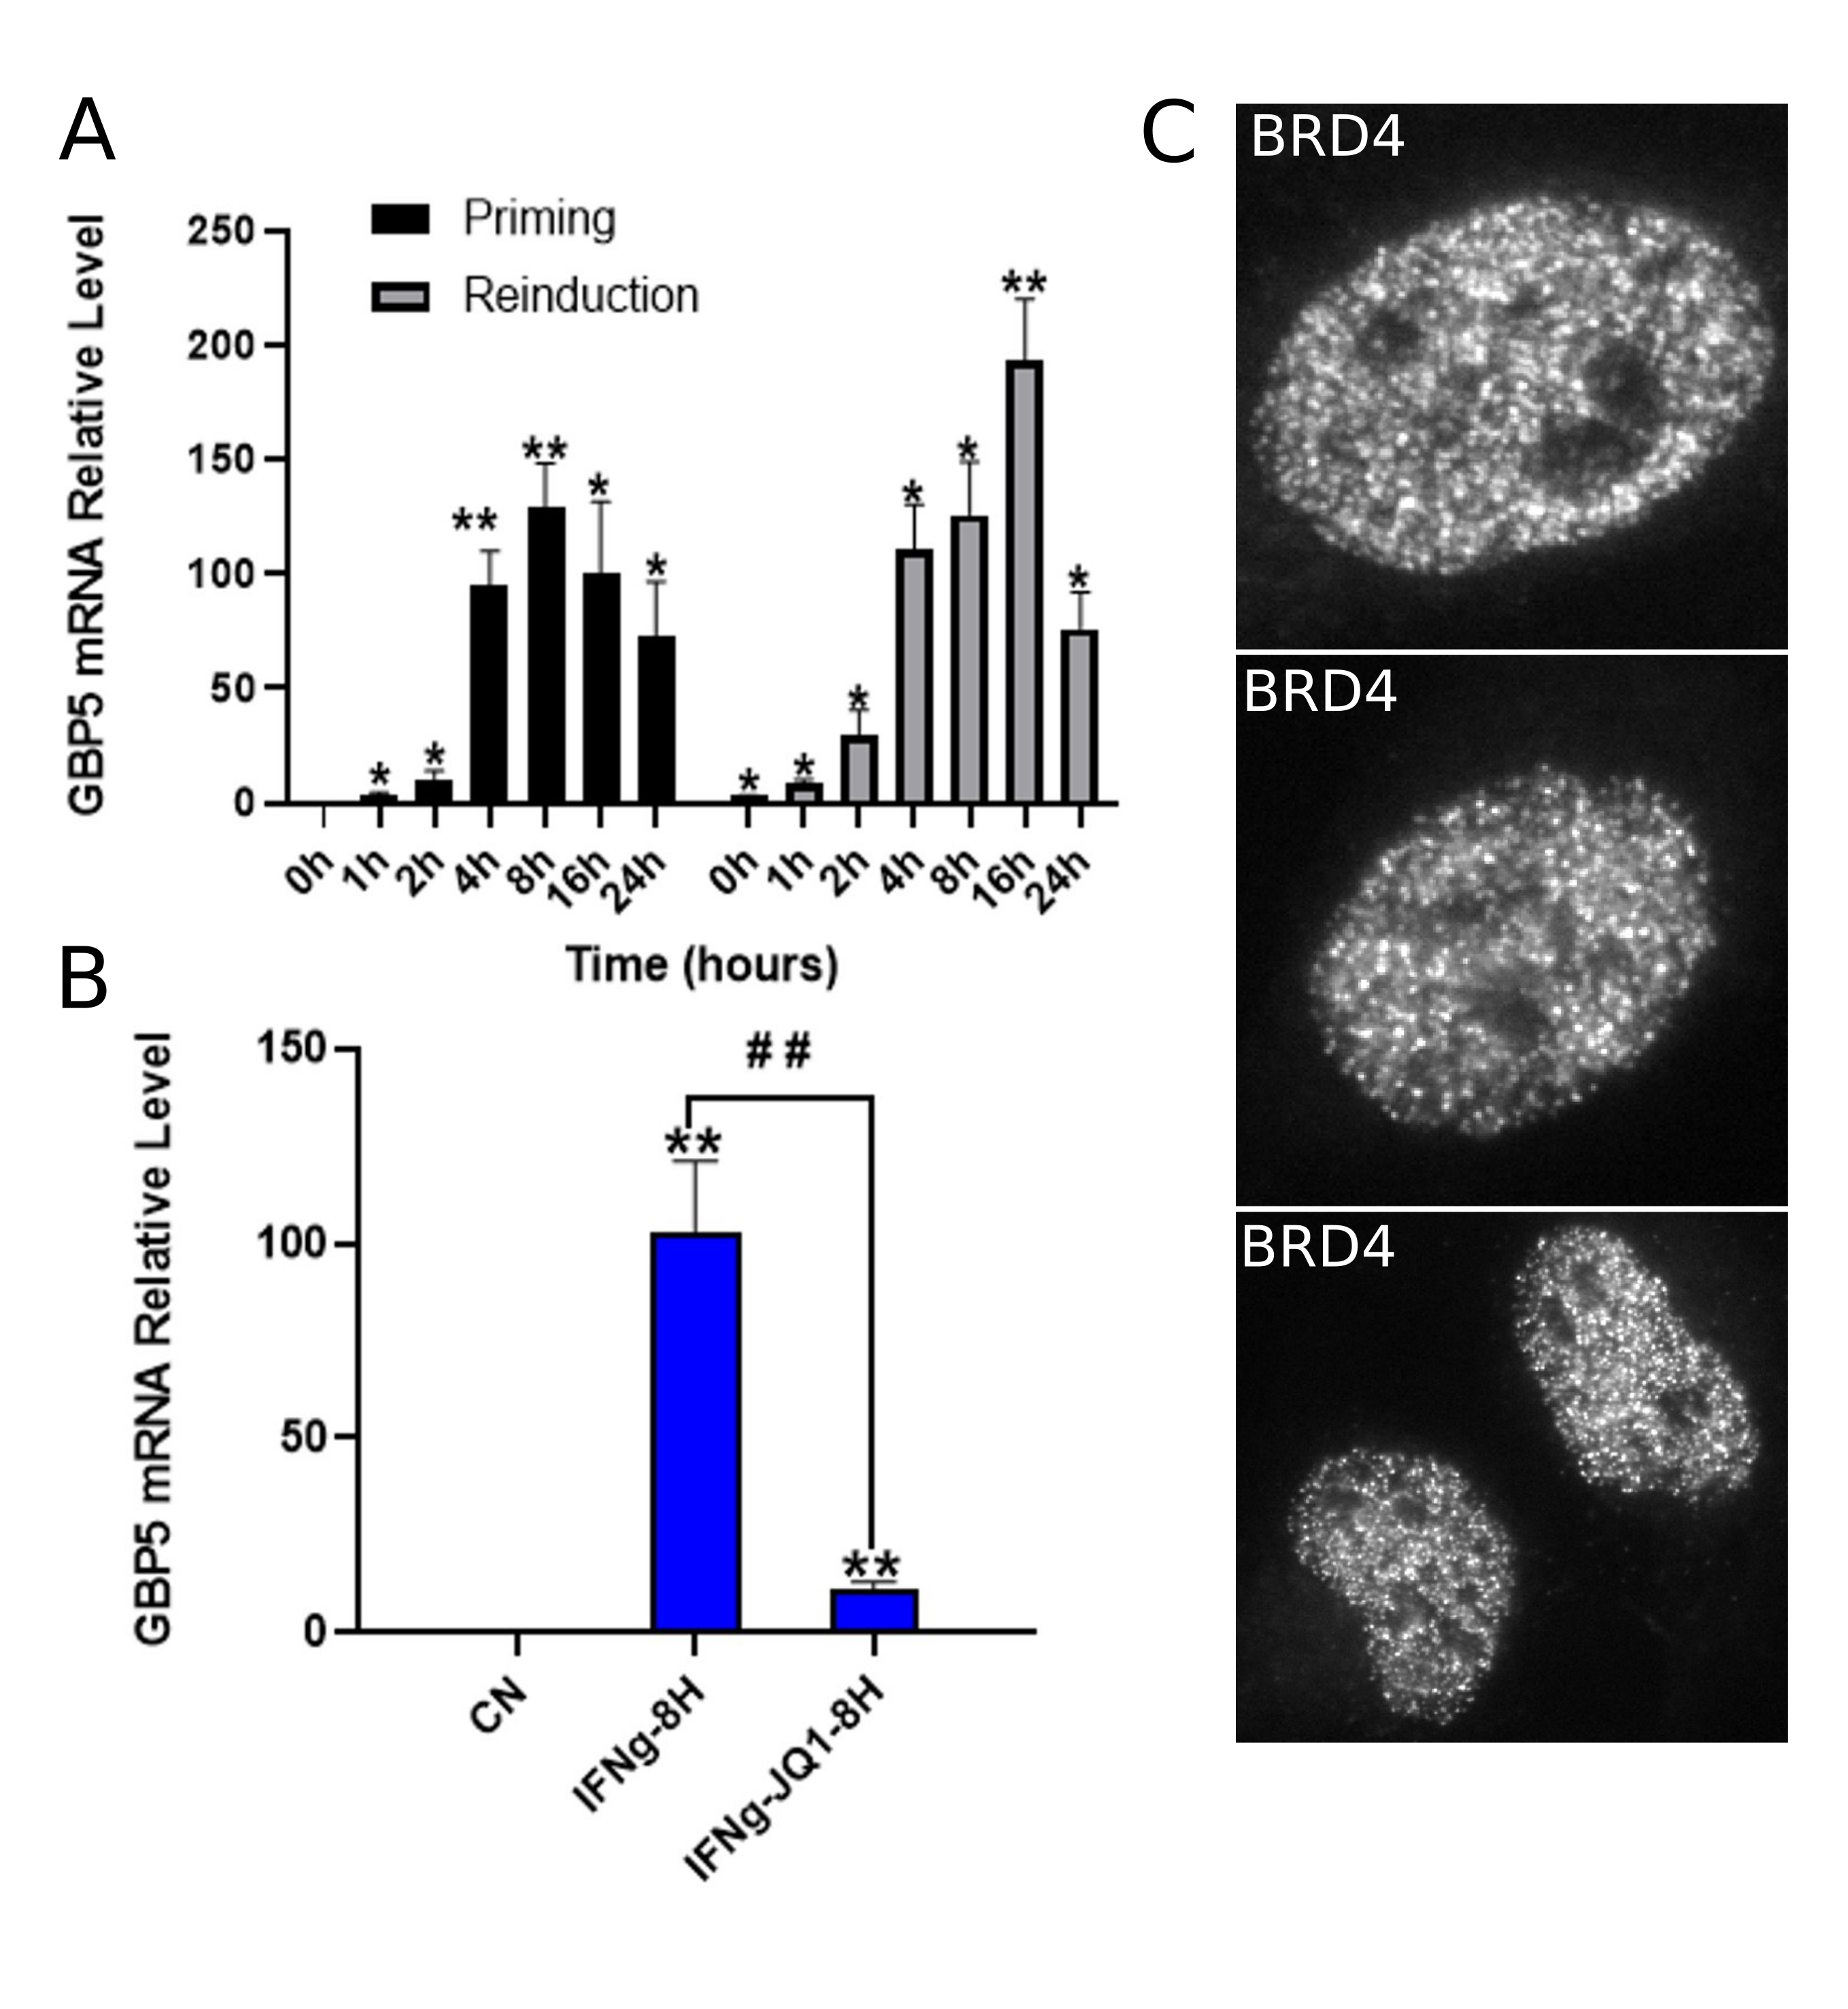 A
GBP5 mRNA Relative Level
250
200
150
100
50
0
Priming
Reinduction
*
*
**
**
*
*
*
*
*
*
*
**
*
0h 1h 2h 4h 8h 16h 24h 0h 1h 2h 4h 8h 16h 24h
Time (hours)
B
GBP5 mRNA Relative Level
150
100
50
0
##
**
**
CN
IFNg-8H
IFNg-JQ1-8H
C
BRD4
BRD4
BRD4